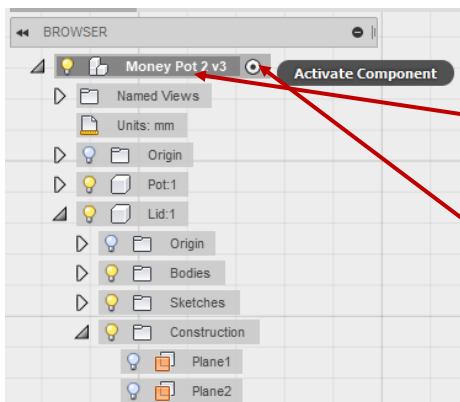 BROWSER
Money Pot 2 v3
Activate Component
Named Views
Units: mm
Origin
Pot:1
Lid:1
Origin
Bodies
Sketches
Construction
Plane1
Plane2